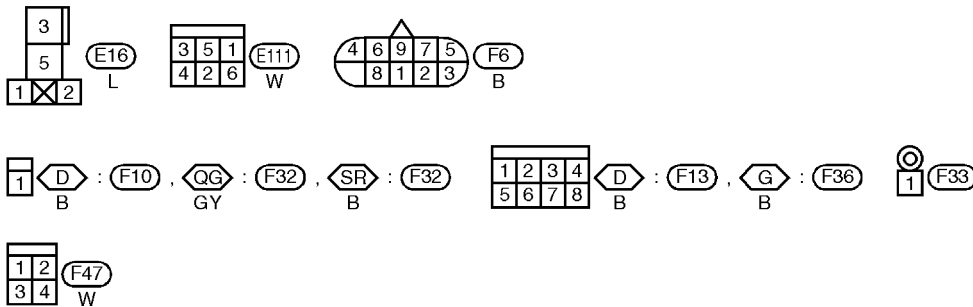 3
5
1 2
E16
L
3 5 1
4 2 6
E111
W
4 6 9 7 5
8 1 2 3
F6
B
1 D : F10 , QG : F32 , SR : F32
B GY B
1 2 3 4
5 6 7 8
D : F13 , G : F36
B B
1 F33
1 2
3 4
F47
W